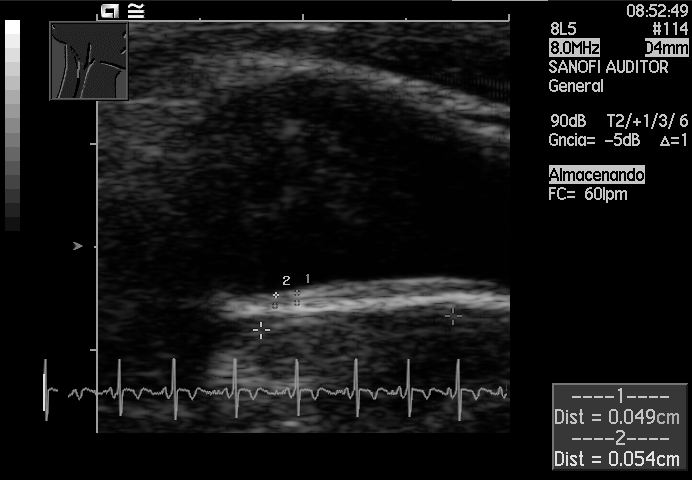 08:52:49
8L5 #114
8.0MHz D4mm
SANOFI AUDITOR
General
90dB T2/+1/3/ 6
Gncia= -5dB Δ=1
Almacenando
FC= 60lpm
2 1
----1----
Dist = 0.049cm
----2----
Dist = 0.054cm